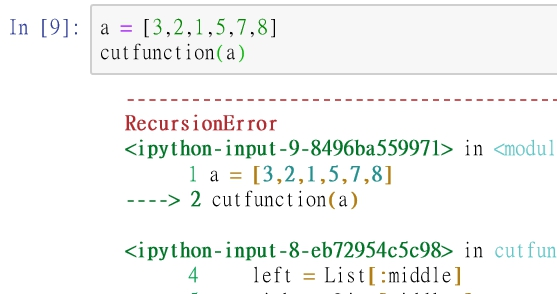 In [9]: a = [3,2,1,5,7,8]
cutfunction(a)
RecursionError
<ipython-input-9-8496ba559971> in <modul
1 a = [3,2,1,5,7,8]
----> 2 cutfunction(a)
<ipython-input-8-eb72954c5c98> in cutfun
4 left = List[:middle]